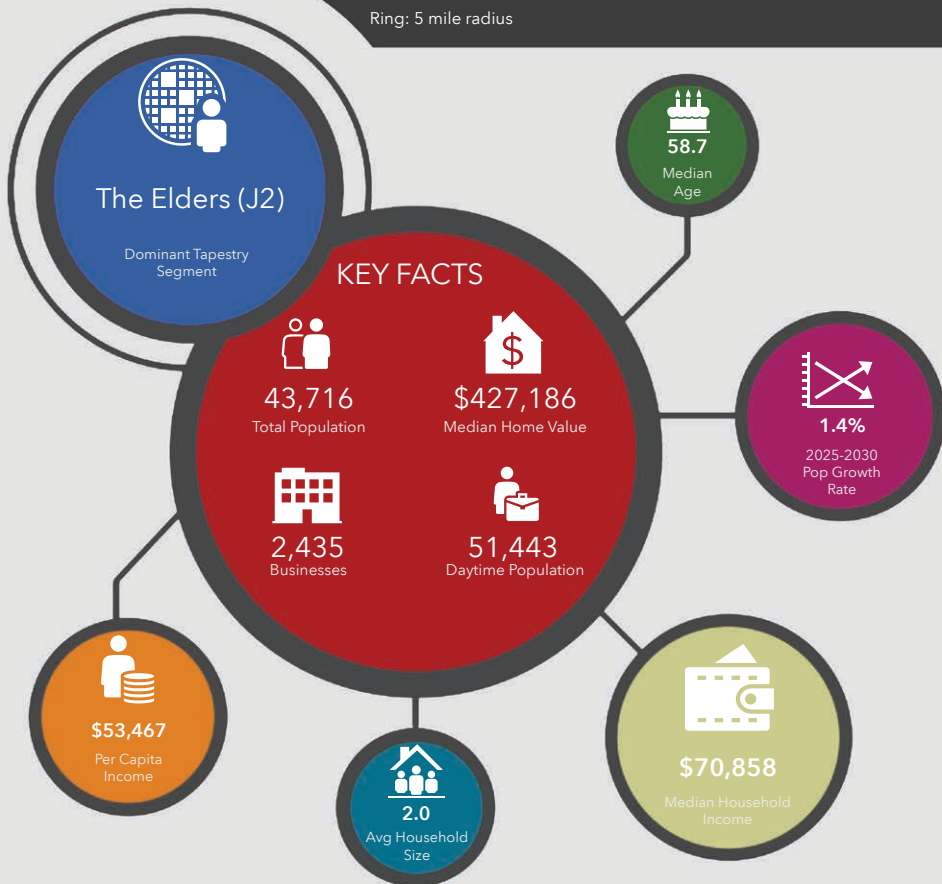 Ring: 5 mile radius
The Elders (J2)
Dominant Tapestry
Segment
KEY FACTS
43,716
Total Population
$427,186
Median Home Value
2,435
Businesses
51,443
Daytime Population
58.7
Median
Age
1.4%
2025-2030
Pop Growth
Rate
$53,467
Per Capita
Income
2.0
Avg Household
Size
$70,858
Median Household
Income